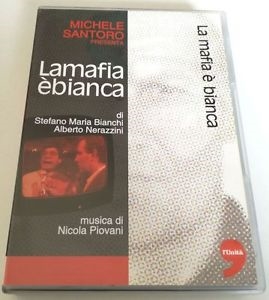 MICHELE
SANTORO
PRESENTA
Lamafia
èbianca
di
Stefano Maria Bianchi
Alberto Nerazzini
musica di
Nicola Piovani
La mafia è bianca
l'Unità